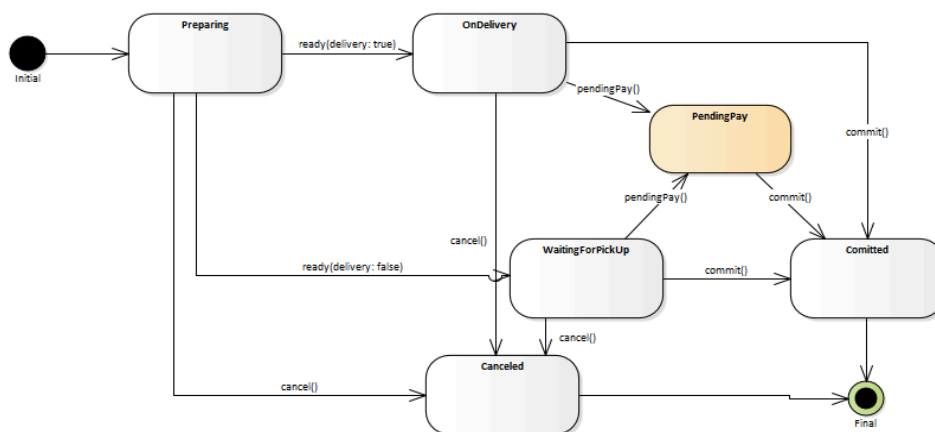 Preparing
OnDelivery
ready(delivery: true)
Initial
pendingPay()
PendingPay
commit()
pendingPay()
commit()
cancel()
WaitingForPickUp
Comitted
ready(delivery: false)
commit()
cancel()
Canceled
cancel()
Final